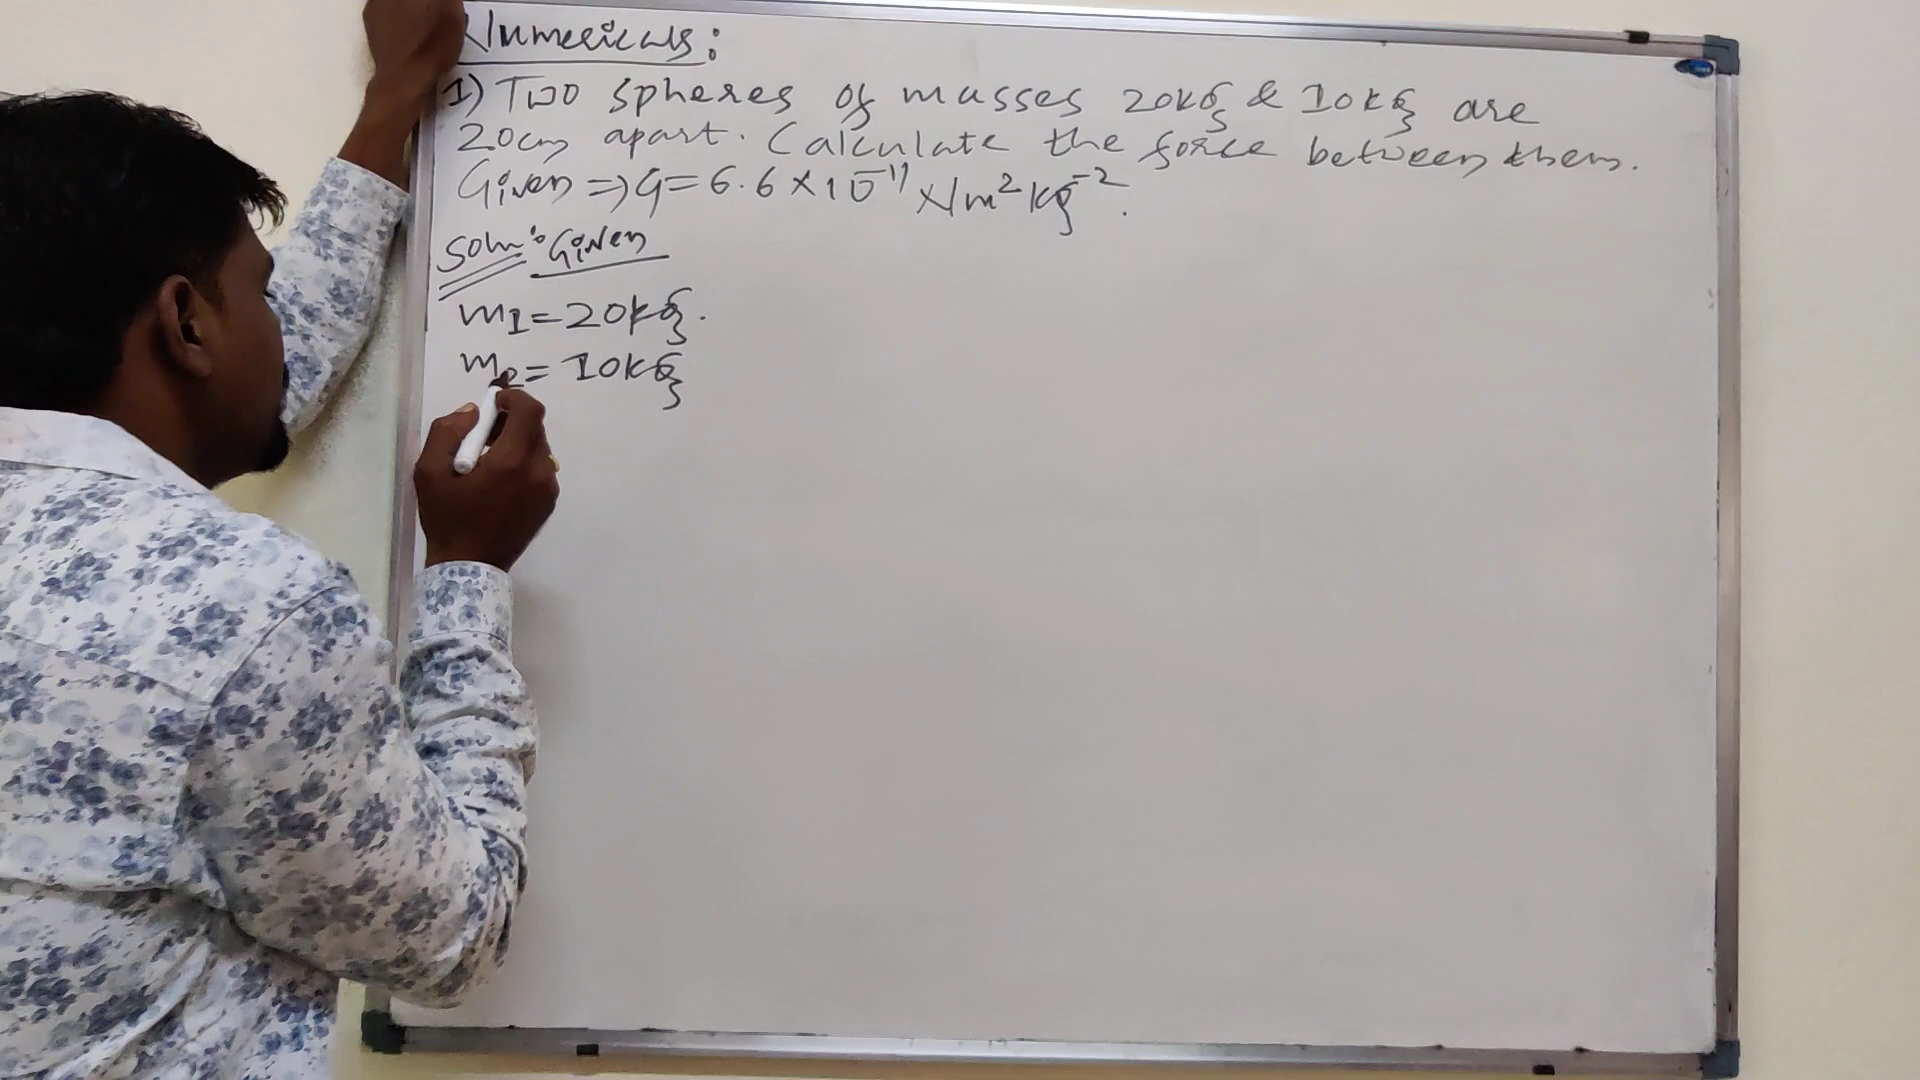 Numericals:
1) Two spheres of masses 20kg & 10kg are
20cm apart. Calculate the force between them.
Given => G = 6.6 × 10⁻¹¹ Nm² kg⁻².
Soln: Given
m1 = 20kg.
m2 = 10kg